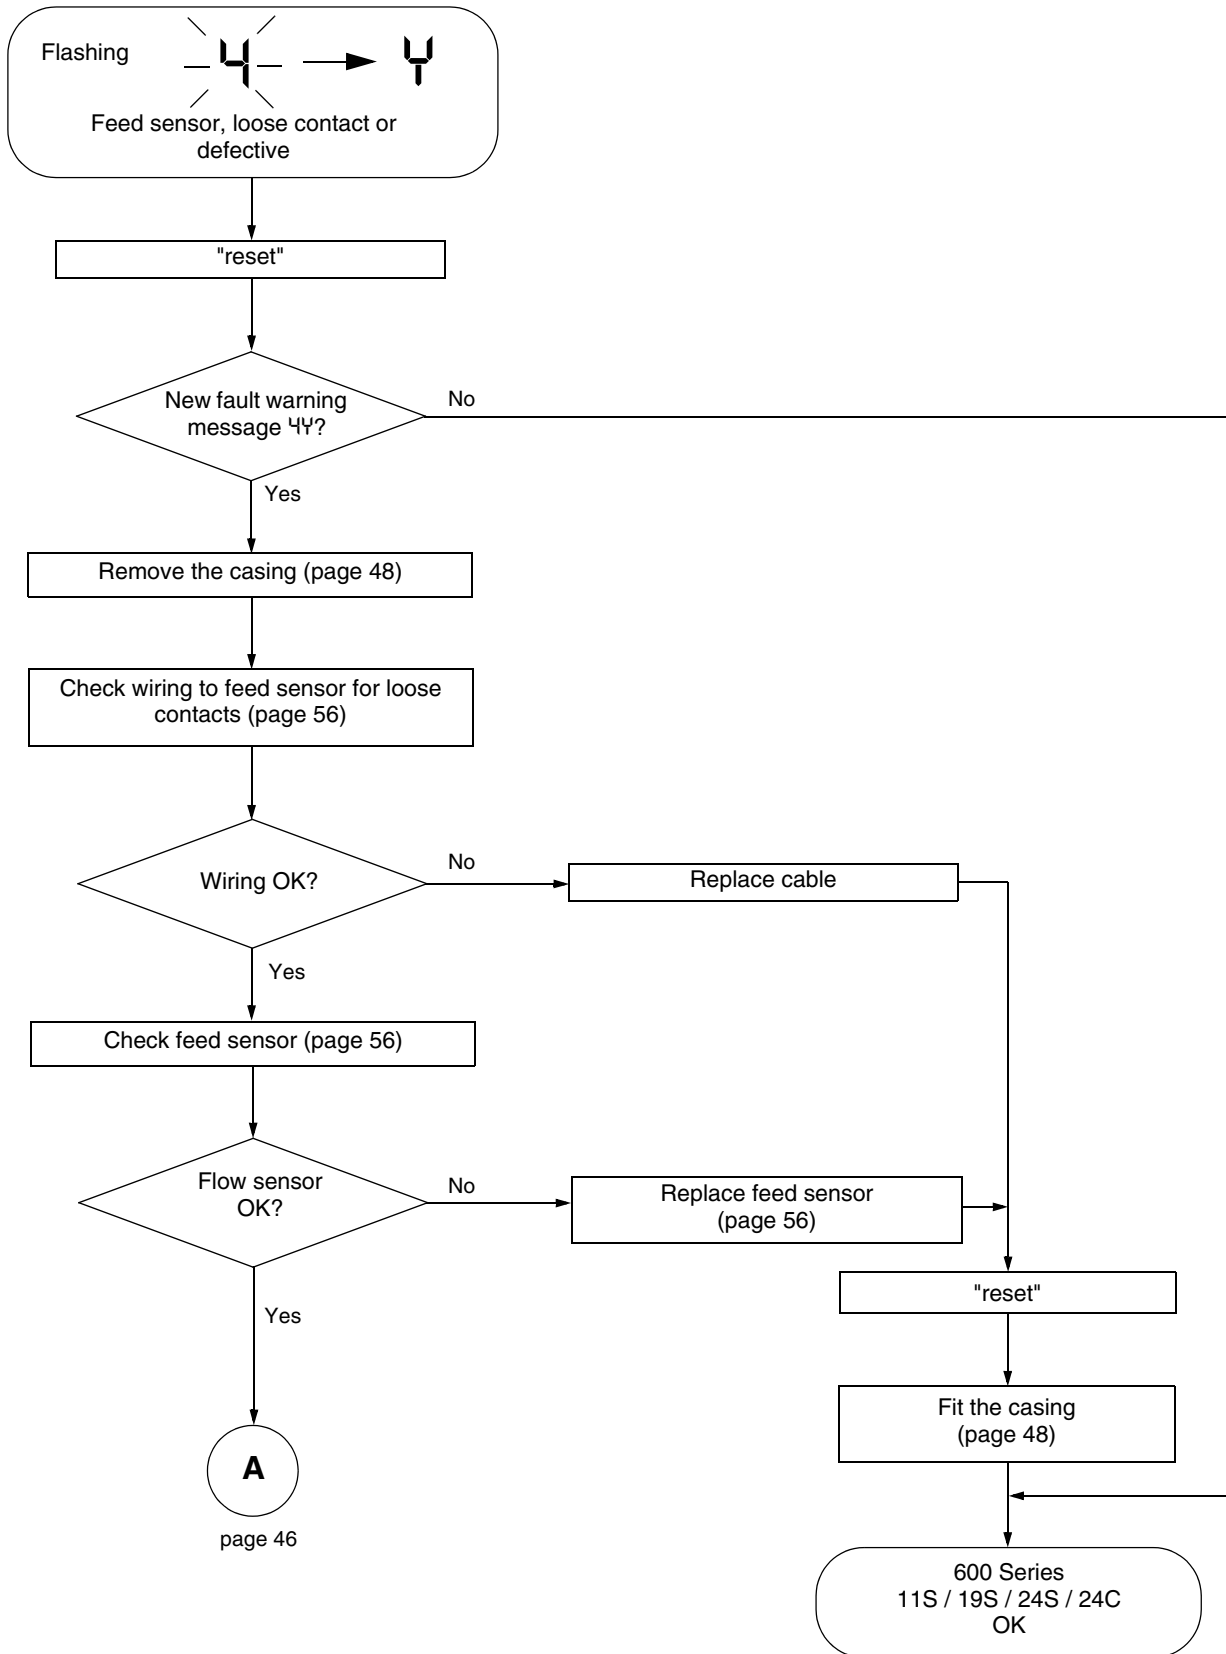 Flashing 4 Y
Feed sensor, loose contact or
defective
"reset"
New fault warning
message 4Y?
No
Yes
Remove the casing (page 48)
Check wiring to feed sensor for loose
contacts (page 56)
Wiring OK?
No
Replace cable
Yes
Check feed sensor (page 56)
Flow sensor
OK?
No
Replace feed sensor
(page 56)
Yes
"reset"
Fit the casing
(page 48)
A
page 46
600 Series
11S / 19S / 24S / 24C
OK